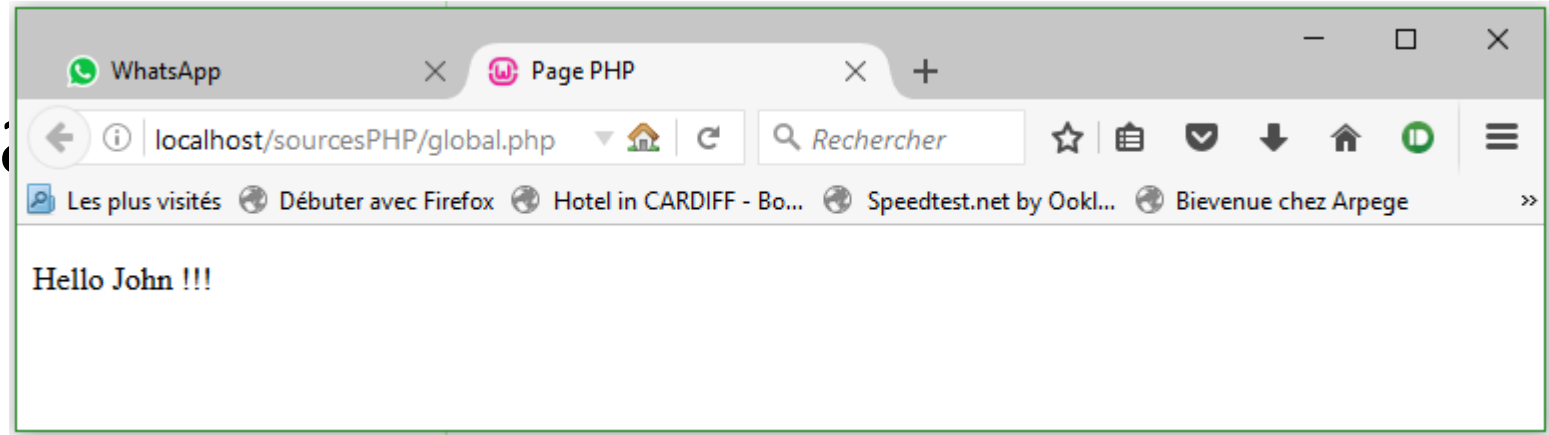 WhatsApp Page PHP
localhost/sourcesPHP/global.php Rechercher
Les plus visités Débuter avec Firefox Hotel in CARDIFF - Bo... Speedtest.net by Ookl... Bievenue chez Arpege »
Hello John !!!